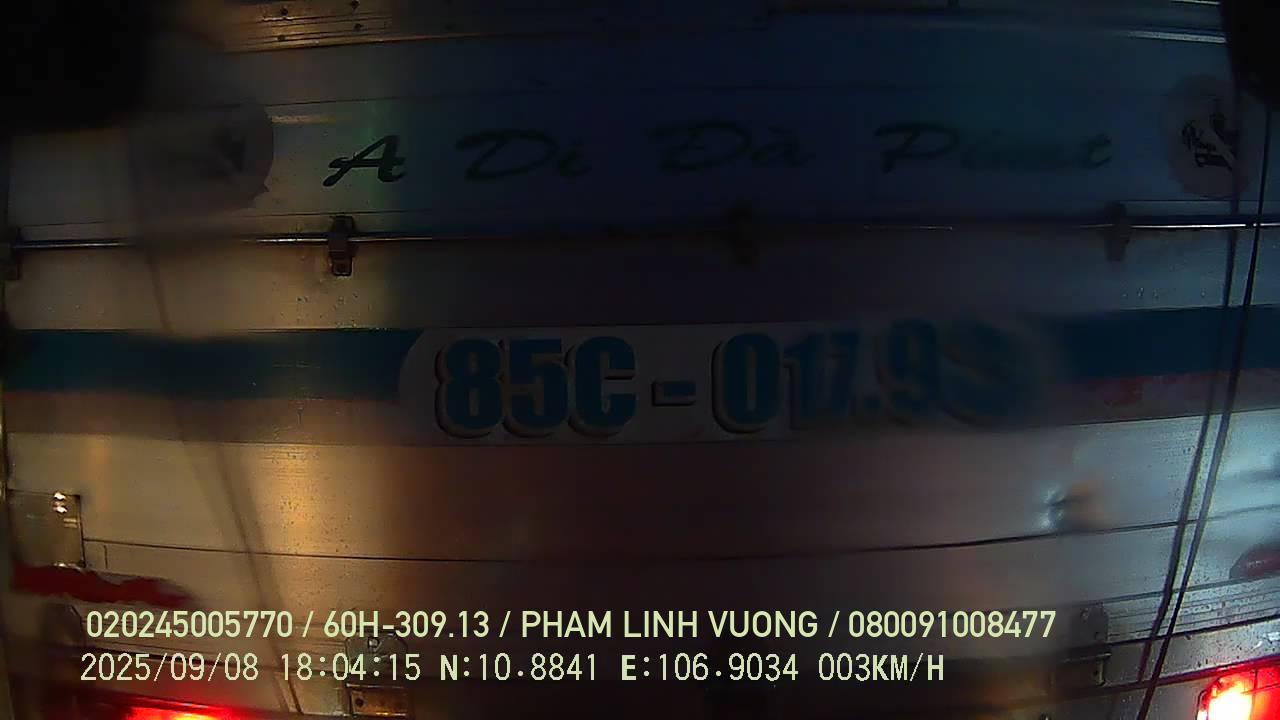 A Di Đà Phật
85C-017.98
020245005770 / 60H-309.13 / PHAM LINH VUONG / 080091008477
2025/09/08 18:04:15 N:10.8841 E:106.9034 003KM/H